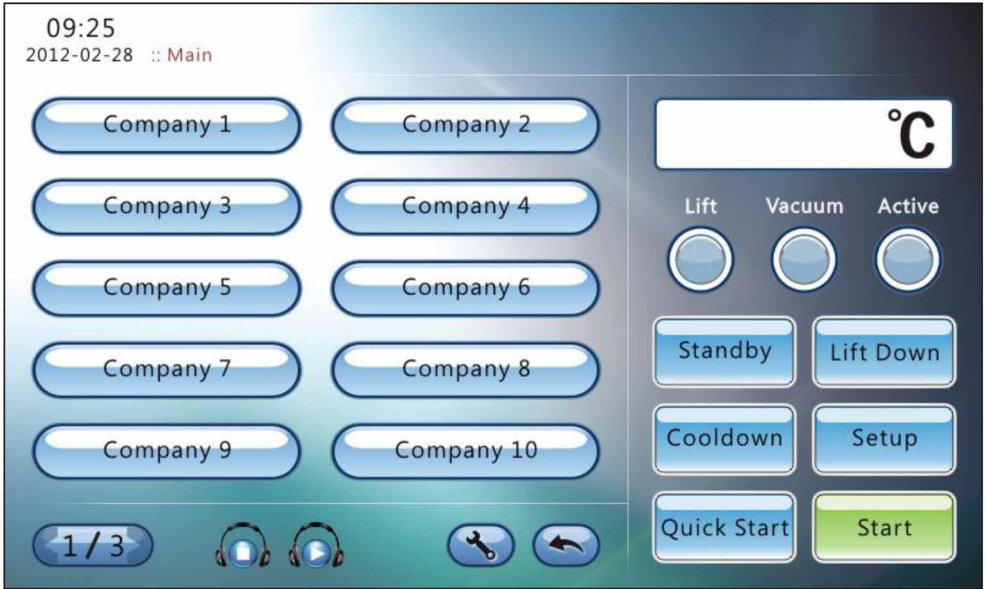 09:25
2012-02-28 :: Main
Company 1
Company 2
Company 3
Company 4
Company 5
Company 6
Company 7
Company 8
Company 9
Company 10
1 / 3
°C
Lift Vacuum Active
Standby
Lift Down
Cooldown
Setup
Quick Start
Start